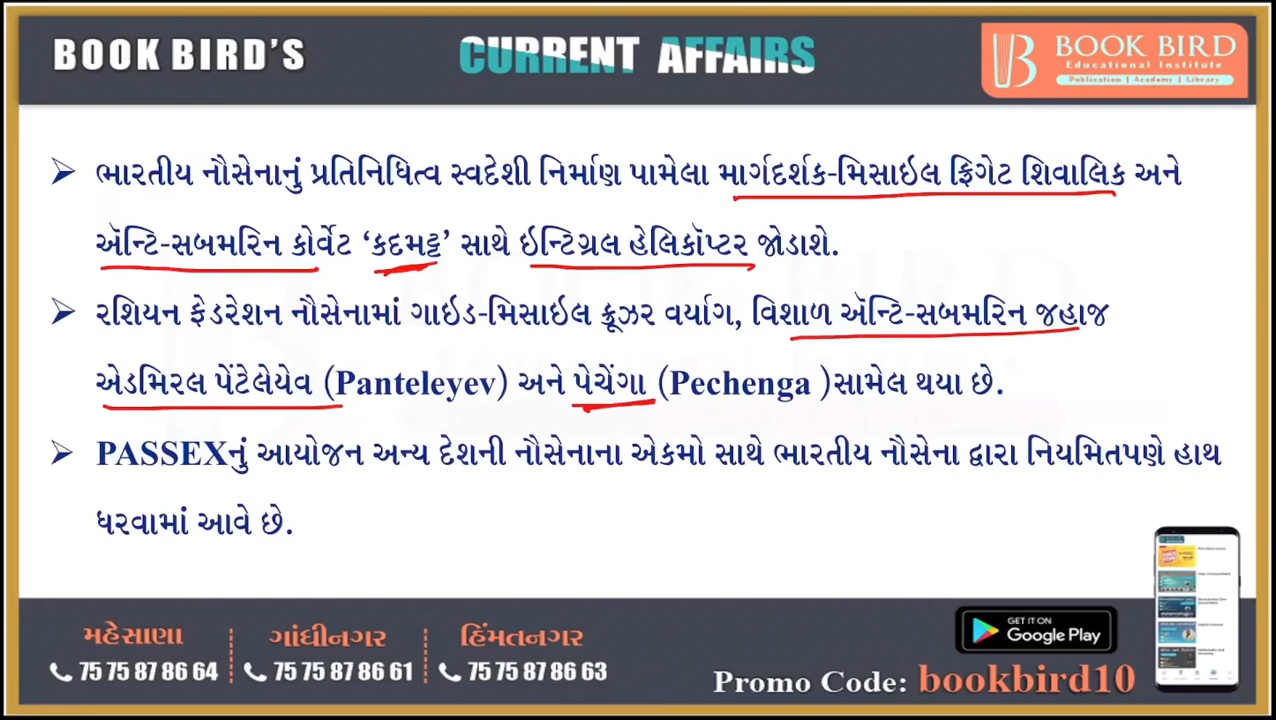 BOOK BIRD'S
CURRENT AFFAIRS
BOOK BIRD
Educational Institute
Publication | Academy | Library
➢ ભારતીય નૌસેનાનું પ્રતિનિધિત્વ સ્વદેશી નિર્માણ પામેલા માર્ગદર્શક-મિસાઇલ ફ્રિગેટ શિવાલિક અને
ઍન્ટિ-સબમરિન કોર્વેટ ‘કદમટ્ટ’ સાથે ઇન્ટિગ્રલ હેલિકૉપ્ટર જોડાશે.
➢ રશિયન ફેડરેશન નૌસેનામાં ગાઇડ-મિસાઇલ ક્રૂઝર વર્યાગ, વિશાળ ઍન્ટિ-સબમરિન જહાજ
એડમિરલ પેંટેલેયેવ (Panteleyev) અને પેચેંગા (Pechenga )સામેલ થયા છે.
➢ PASSEXનું આયોજન અન્ય દેશની નૌસેનાના એકમો સાથે ભારતીય નૌસેના દ્વારા નિયમિતપણે હાથ
ધરવામાં આવે છે.
મહેસાણા
75 75 87 86 64
ગાંધીનગર
75 75 87 86 61
હિંમતનગર
75 75 87 86 63
GET IT ON
Google Play
Promo Code: bookbird10